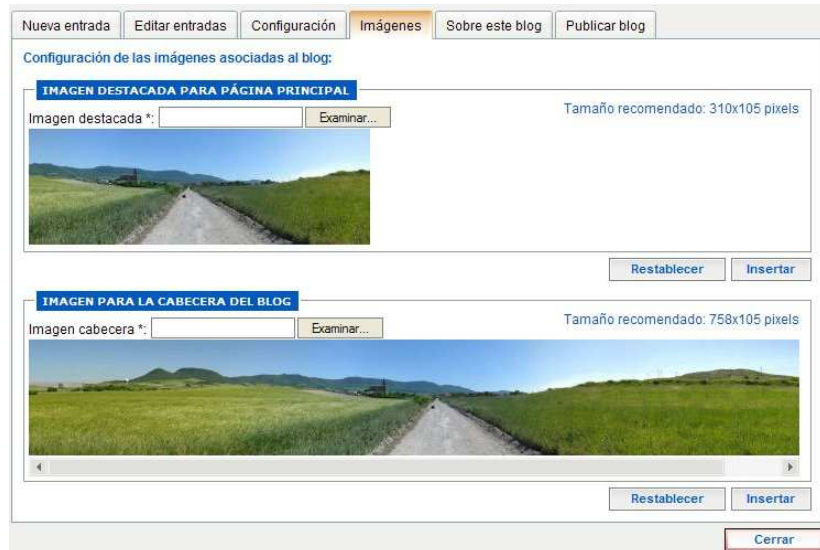 Nueva entrada Editar entradas Configuración Imágenes Sobre este blog Publicar blog
Configuración de las imágenes asociadas al blog:
IMAGEN DESTACADA PARA PÁGINA PRINCIPAL
Imagen destacada *: Examinar... Tamaño recomendado: 310x105 pixels
Restablecer Insertar
IMAGEN PARA LA CABECERA DEL BLOG
Imagen cabecera *: Examinar... Tamaño recomendado: 758x105 pixels
Restablecer Insertar
Cerrar